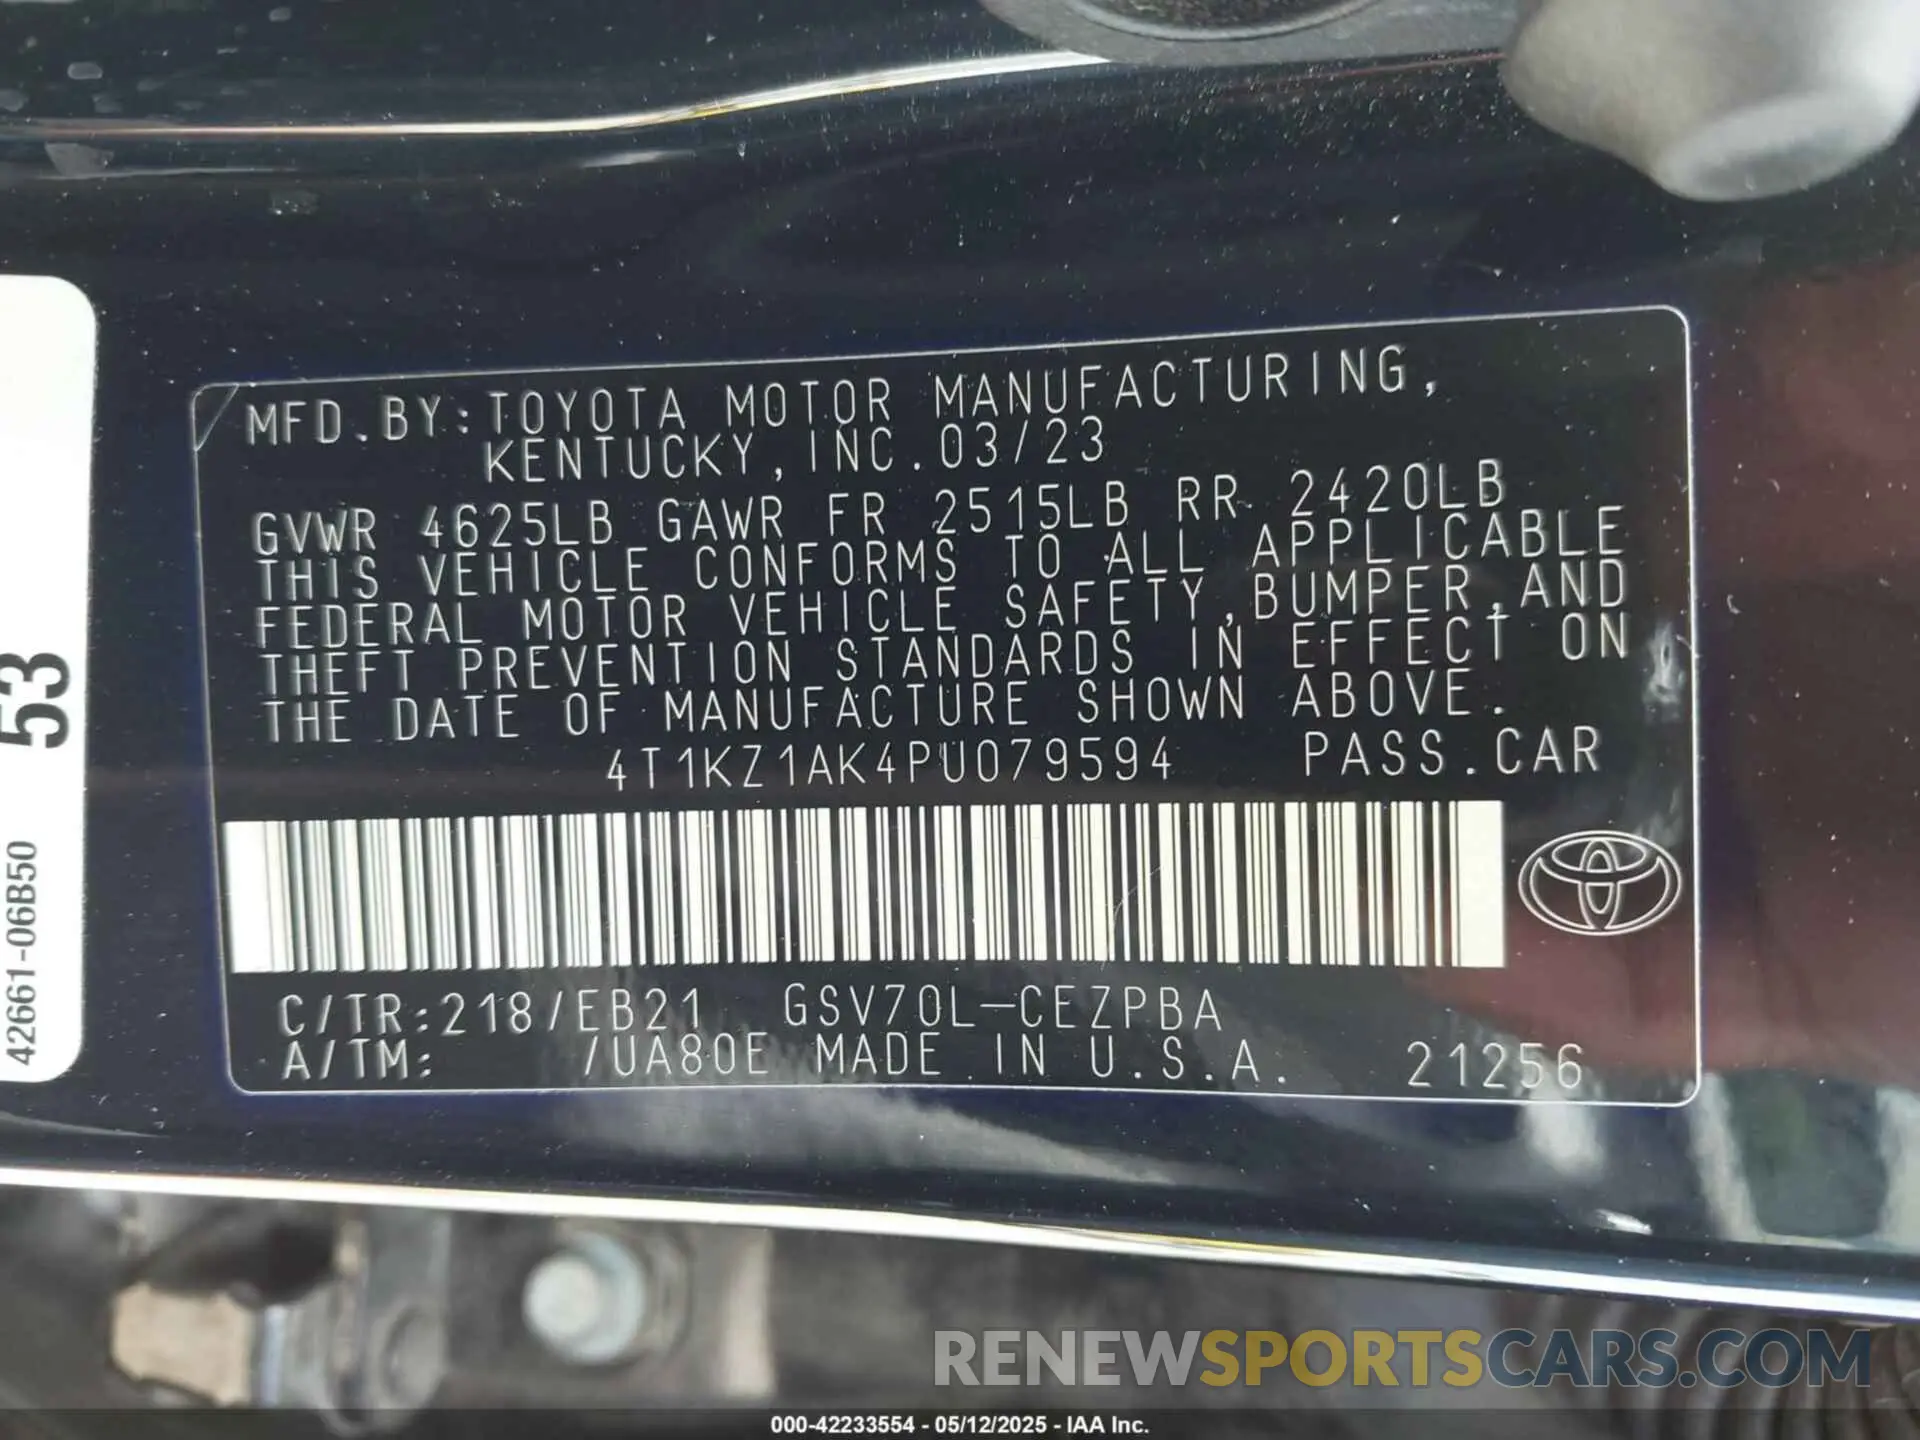 MFD.BY:TOYOTA MOTOR MANUFACTURING,
KENTUCKY,INC.03/23
GVWR 4625LB GAWR FR 2515LB RR 2420LB
THIS VEHICLE CONFORMS TO ALL APPLICABLE
FEDERAL MOTOR VEHICLE SAFETY,BUMPER,AND
THEFT PREVENTION STANDARDS IN EFFECT ON
THE DATE OF MANUFACTURE SHOWN ABOVE.
4T1KZ1AK4PU079594 PASS.CAR
C/TR:218/EB21 GSV70L-CEZPBA
A/TM: /UA80E MADE IN U.S.A. 21256
53
42661-06B50
RENEWSPORTSCARS.COM
000-42233554 - 05/12/2025 - IAA Inc.